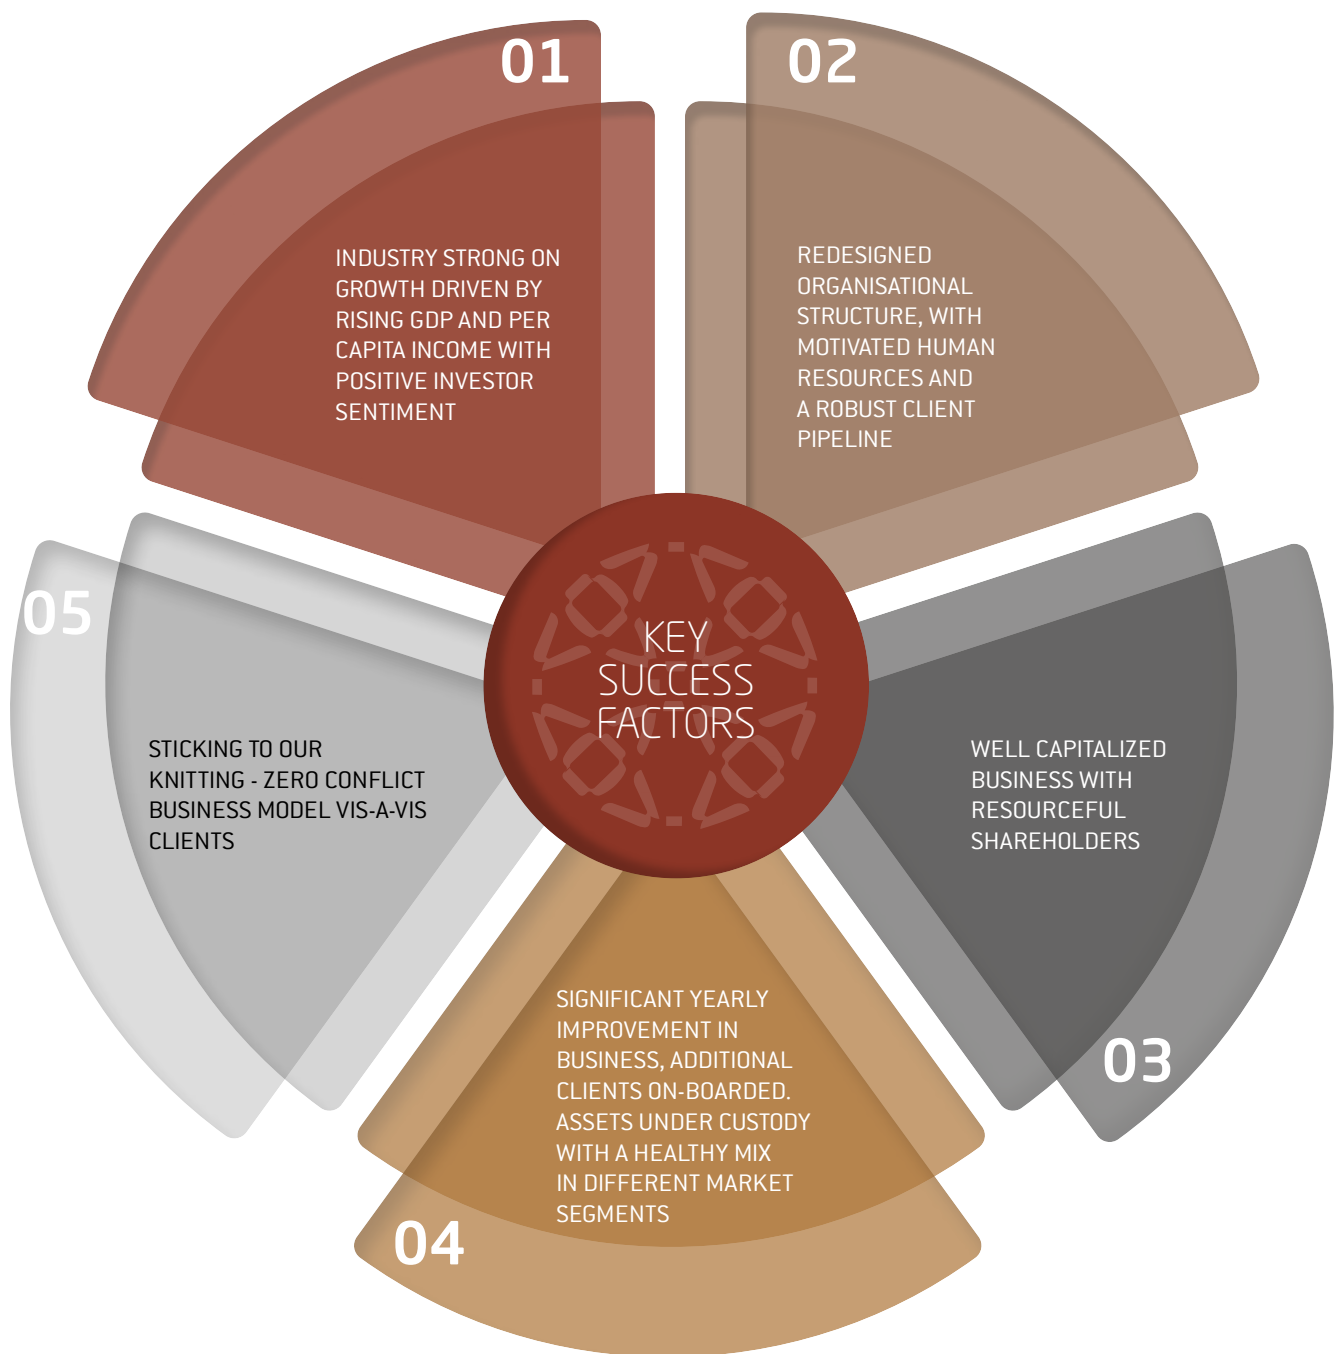 01
INDUSTRY STRONG ON
GROWTH DRIVEN BY
RISING GDP AND PER
CAPITA INCOME WITH
POSITIVE INVESTOR
SENTIMENT
02
REDESIGNED
ORGANISATIONAL
STRUCTURE, WITH
MOTIVATED HUMAN
RESOURCES AND
A ROBUST CLIENT
PIPELINE
KEY
SUCCESS
FACTORS
03
WELL CAPITALIZED
BUSINESS WITH
RESOURCEFUL
SHAREHOLDERS
04
SIGNIFICANT YEARLY
IMPROVEMENT IN
BUSINESS, ADDITIONAL
CLIENTS ON-BOARDED.
ASSETS UNDER CUSTODY
WITH A HEALTHY MIX
IN DIFFERENT MARKET
SEGMENTS
05
STICKING TO OUR
KNITTING - ZERO CONFLICT
BUSINESS MODEL VIS-A-VIS
CLIENTS